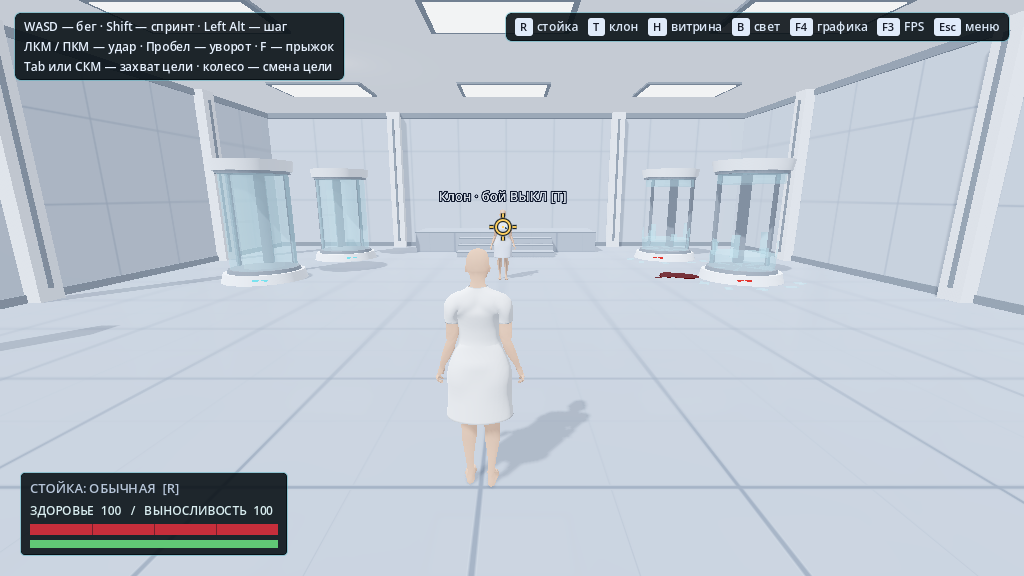 WASD — бег · Shift — спринт · Left Alt — шаг
ЛКМ / ПКМ — удар · Пробел — уворот · F — прыжок
Tab или СКМ — захват цели · колесо — смена цели
R стойка T клон H витрина B свет F4 графика F3 FPS Esc меню
Клон · бой ВЫКЛ [T]
СТОЙКА: ОБЫЧНАЯ [R]
ЗДОРОВЬЕ 100 / ВЫНОСЛИВОСТЬ 100